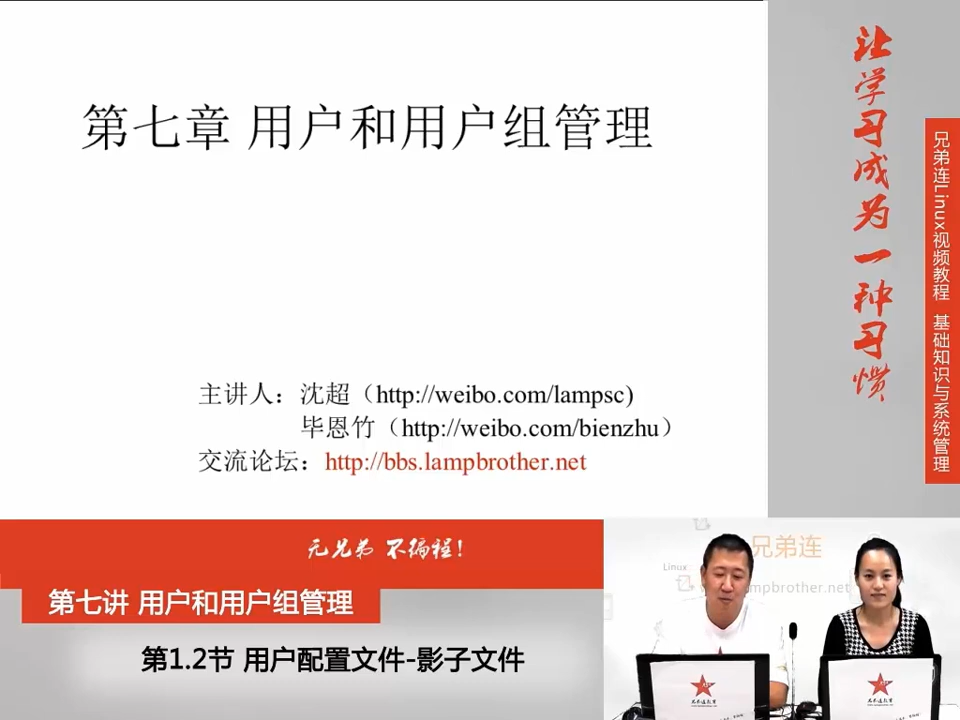 第七章 用户和用户组管理
主讲人：沈超（http://weibo.com/lampsc)
毕恩竹（http://weibo.com/bienzhu）
交流论坛：http://bbs.lampbrother.net
让学习成为一种习惯
兄弟连Linux视频教程 基础知识与系统管理
无兄弟 不编程！
第七讲 用户和用户组管理
第1.2节 用户配置文件-影子文件
兄弟连
Linux
mpbrother.net